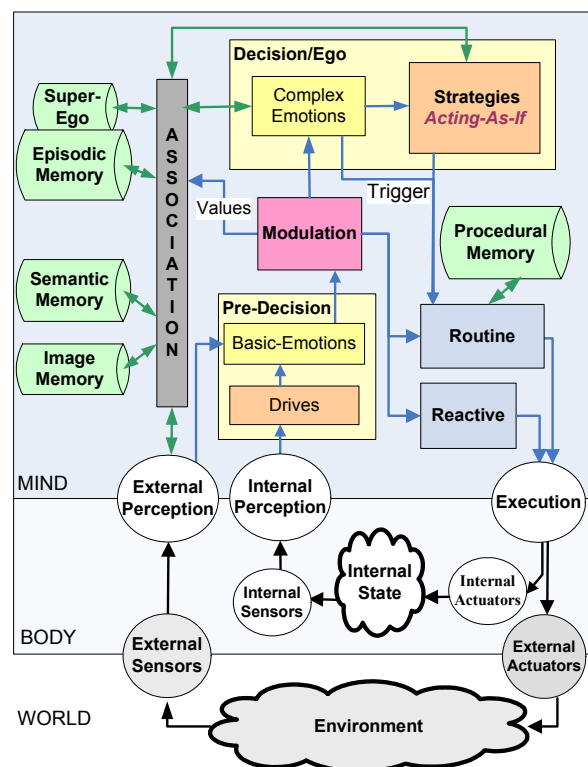 Decision/Ego
Super-
Ego
Episodic
Memory
ASSOCIATION
Complex
Emotions
Strategies
Acting-As-If
Values
Trigger
Modulation
Procedural
Memory
Semantic
Memory
Image
Memory
Pre-Decision
Basic-Emotions
Drives
Routine
Reactive
MIND
External
Perception
Internal
Perception
Execution
Internal
Sensors
Internal
State
Internal
Actuators
BODY
External
Sensors
External
Actuators
WORLD
Environment